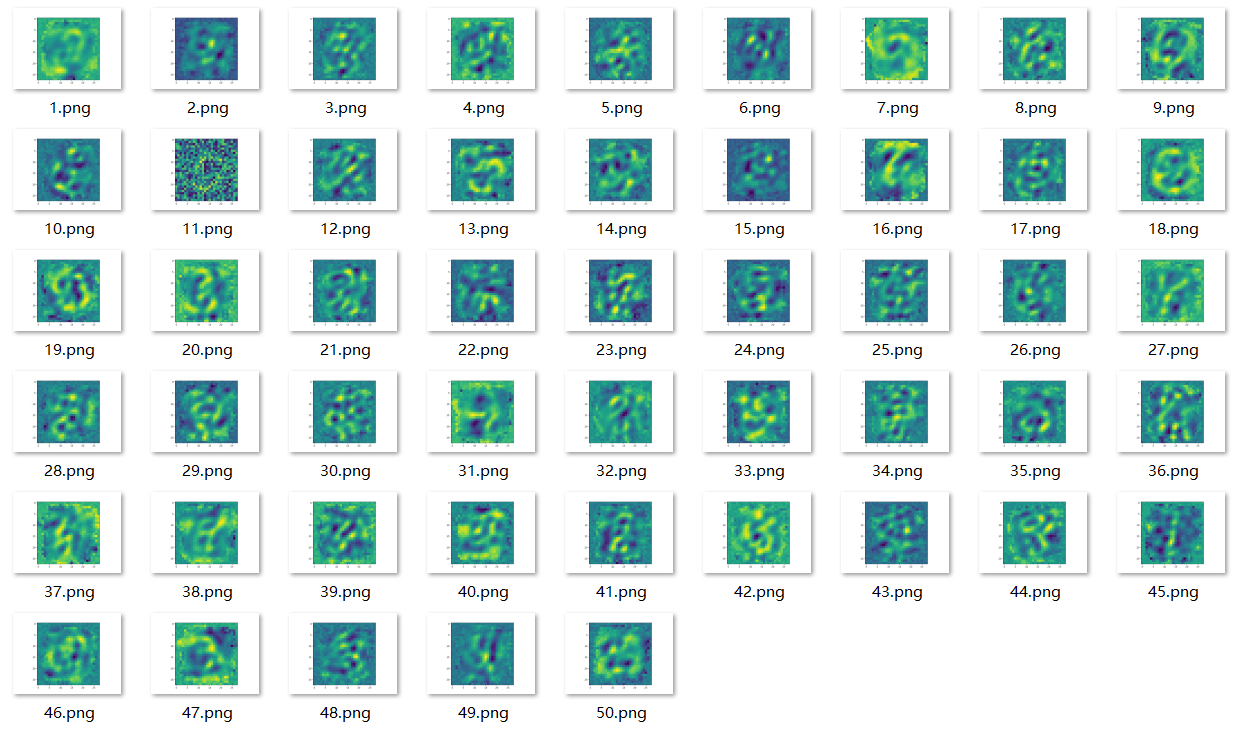 1.png 2.png 3.png 4.png 5.png 6.png 7.png 8.png 9.png
10.png 11.png 12.png 13.png 14.png 15.png 16.png 17.png 18.png
19.png 20.png 21.png 22.png 23.png 24.png 25.png 26.png 27.png
28.png 29.png 30.png 31.png 32.png 33.png 34.png 35.png 36.png
37.png 38.png 39.png 40.png 41.png 42.png 43.png 44.png 45.png
46.png 47.png 48.png 49.png 50.png